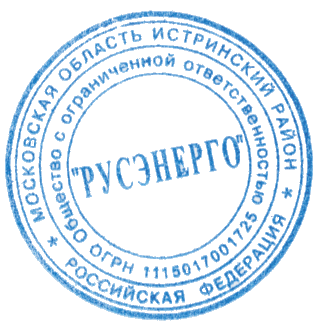 МОСКОВСКАЯ ОБЛАСТЬ ИСТРИНСКИЙ РАЙОН
* РОССИЙСКАЯ ФЕДЕРАЦИЯ *
Общество с ограниченной ответственностью
ОГРН 1115017001725
"РУСЭНЕРГО"